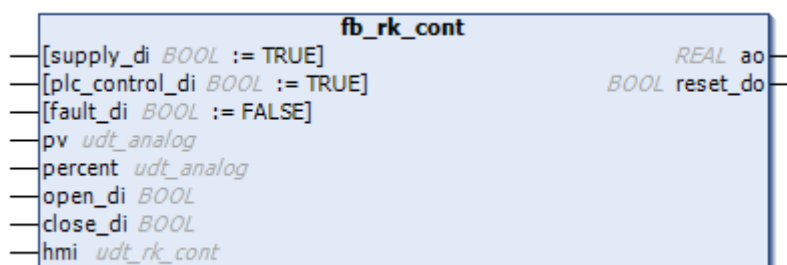 fb_rk_cont
[supply_di BOOL := TRUE] REAL ao
[plc_control_di BOOL := TRUE] BOOL reset_do
[fault_di BOOL := FALSE]
pv udt_analog
percent udt_analog
open_di BOOL
close_di BOOL
hmi udt_rk_cont